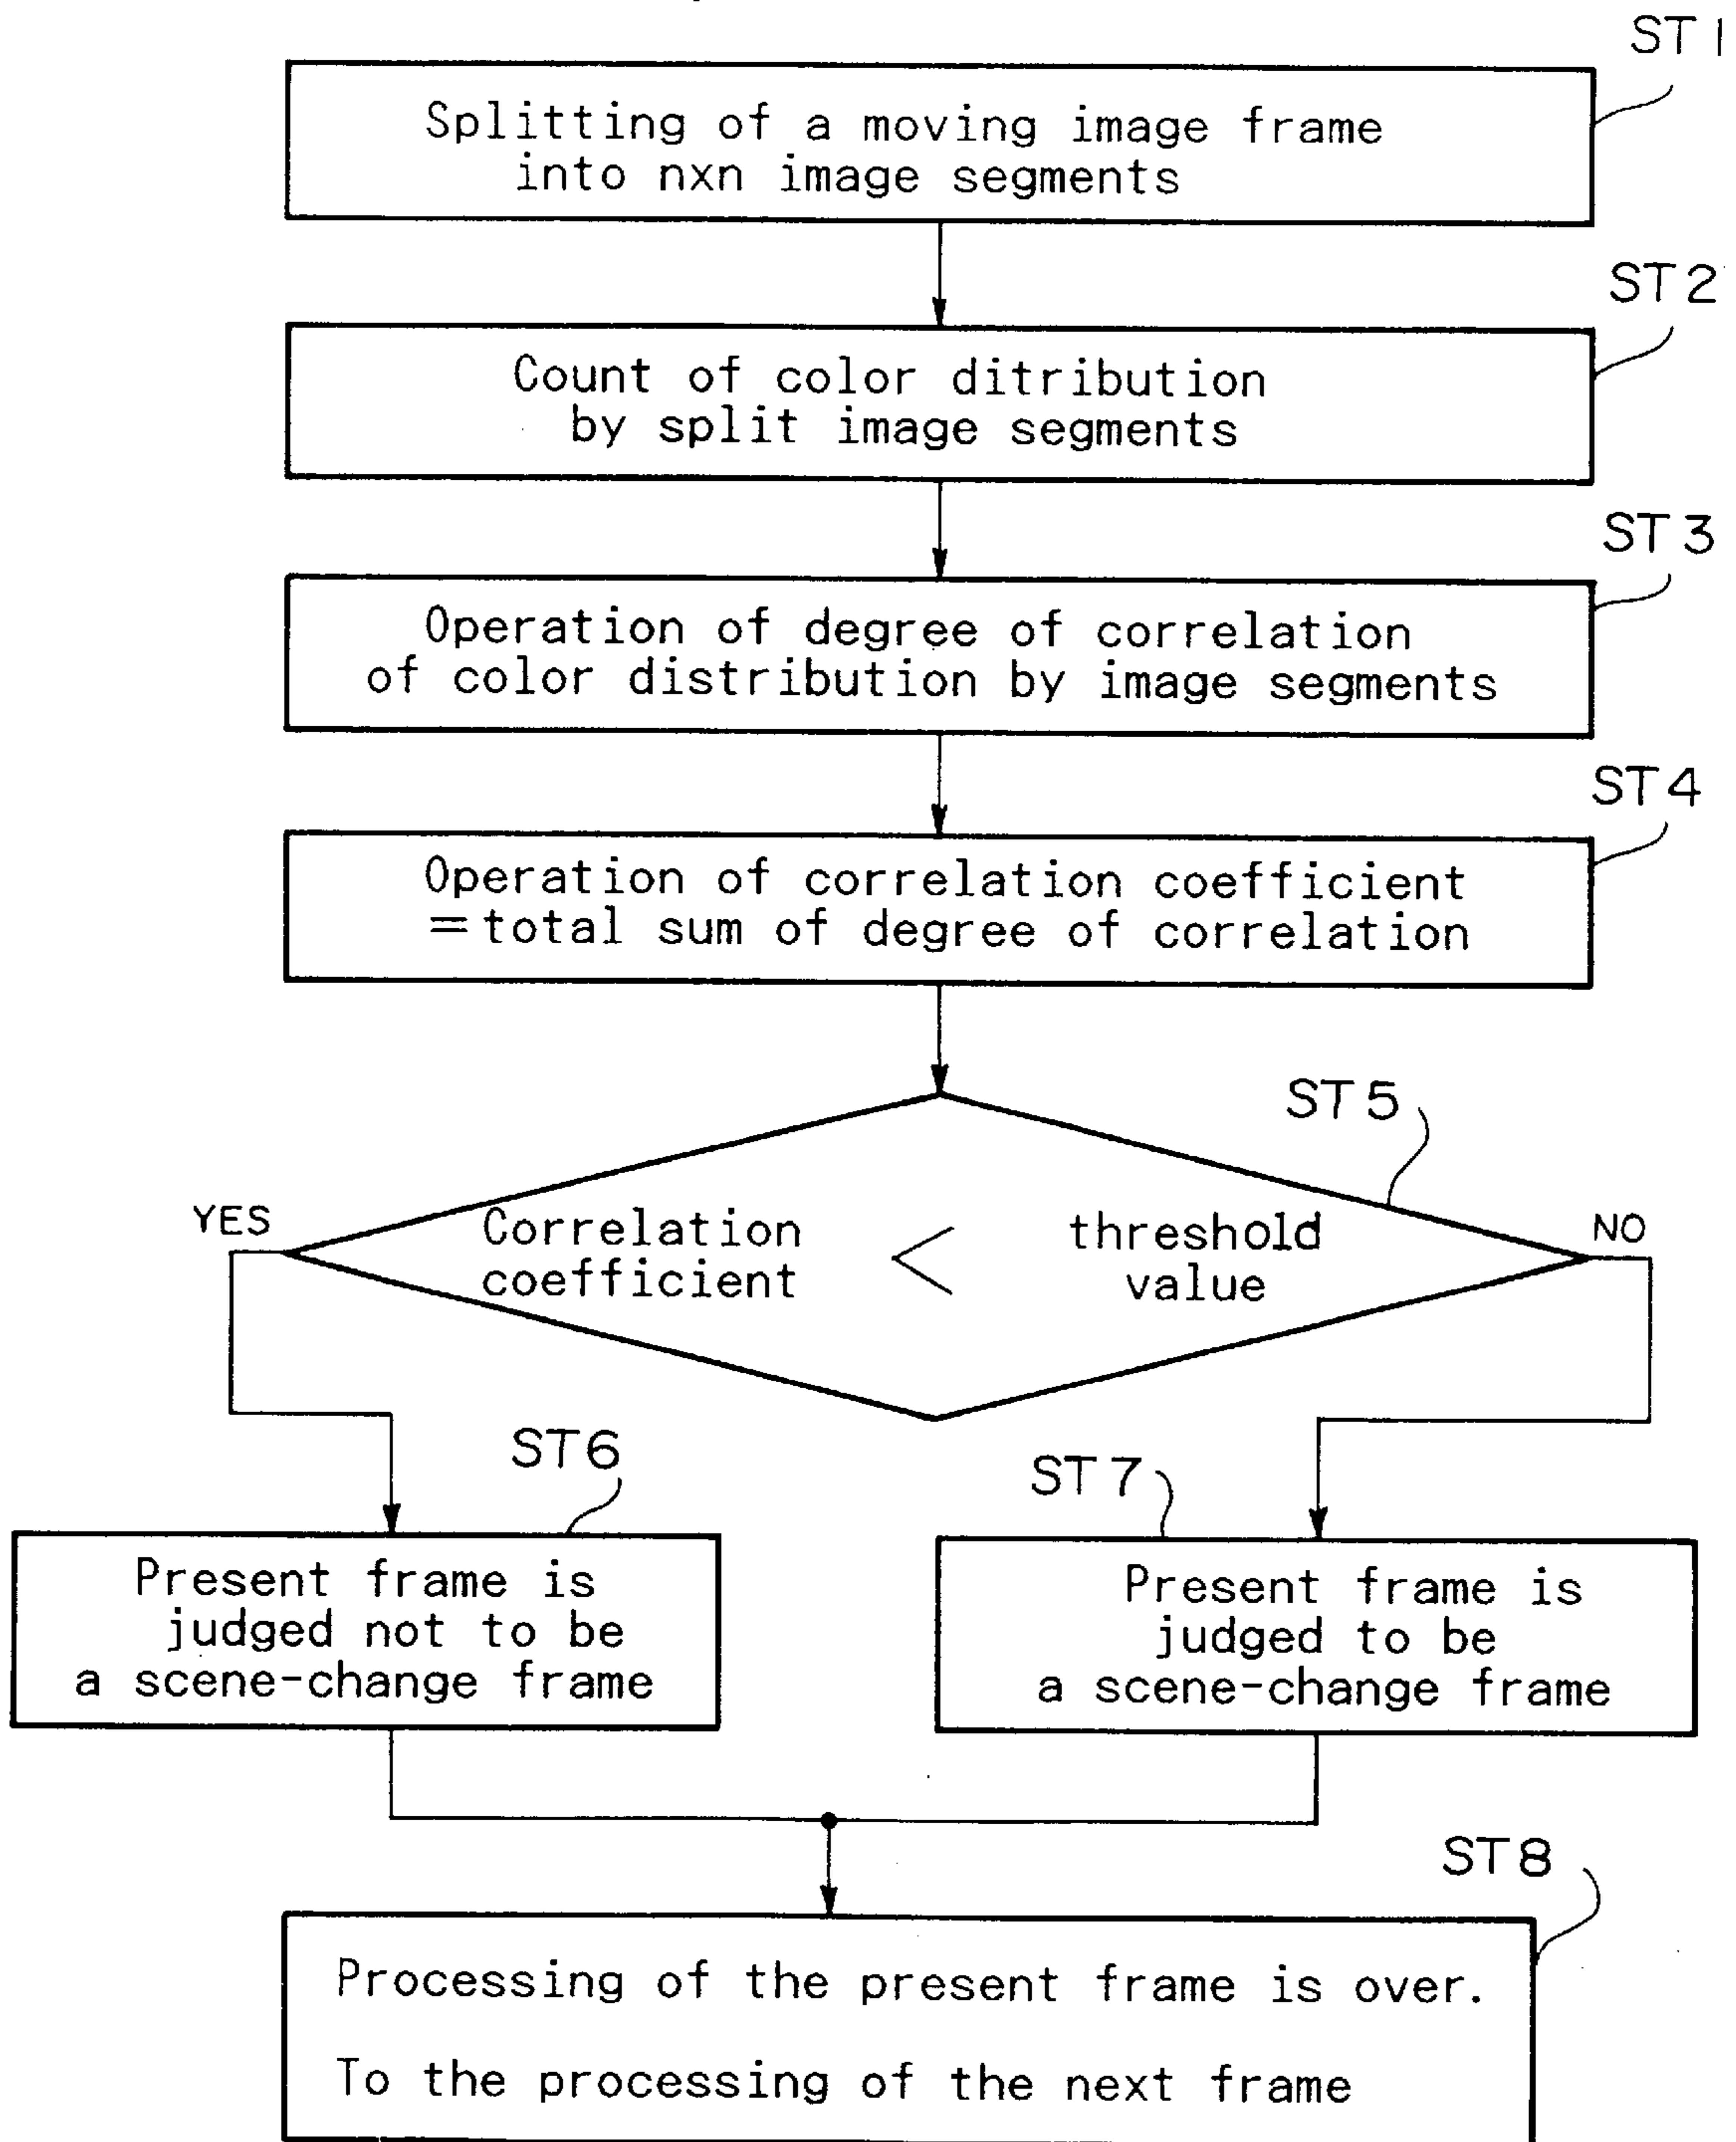 ST1
Splitting of a moving image frame
into nxn image segments
ST2
Count of color ditribution
by split image segments
ST3
Operation of degree of correlation
of color distribution by image segments
ST4
Operation of correlation coefficient
=total sum of degree of correlation
ST5
YES
Correlation
coefficient
<
threshold
value
NO
ST6
Present frame is
judged not to be
a scene-change frame
ST7
Present frame is
judged to be
a scene-change frame
ST8
Processing of the present frame is over.
To the processing of the next frame